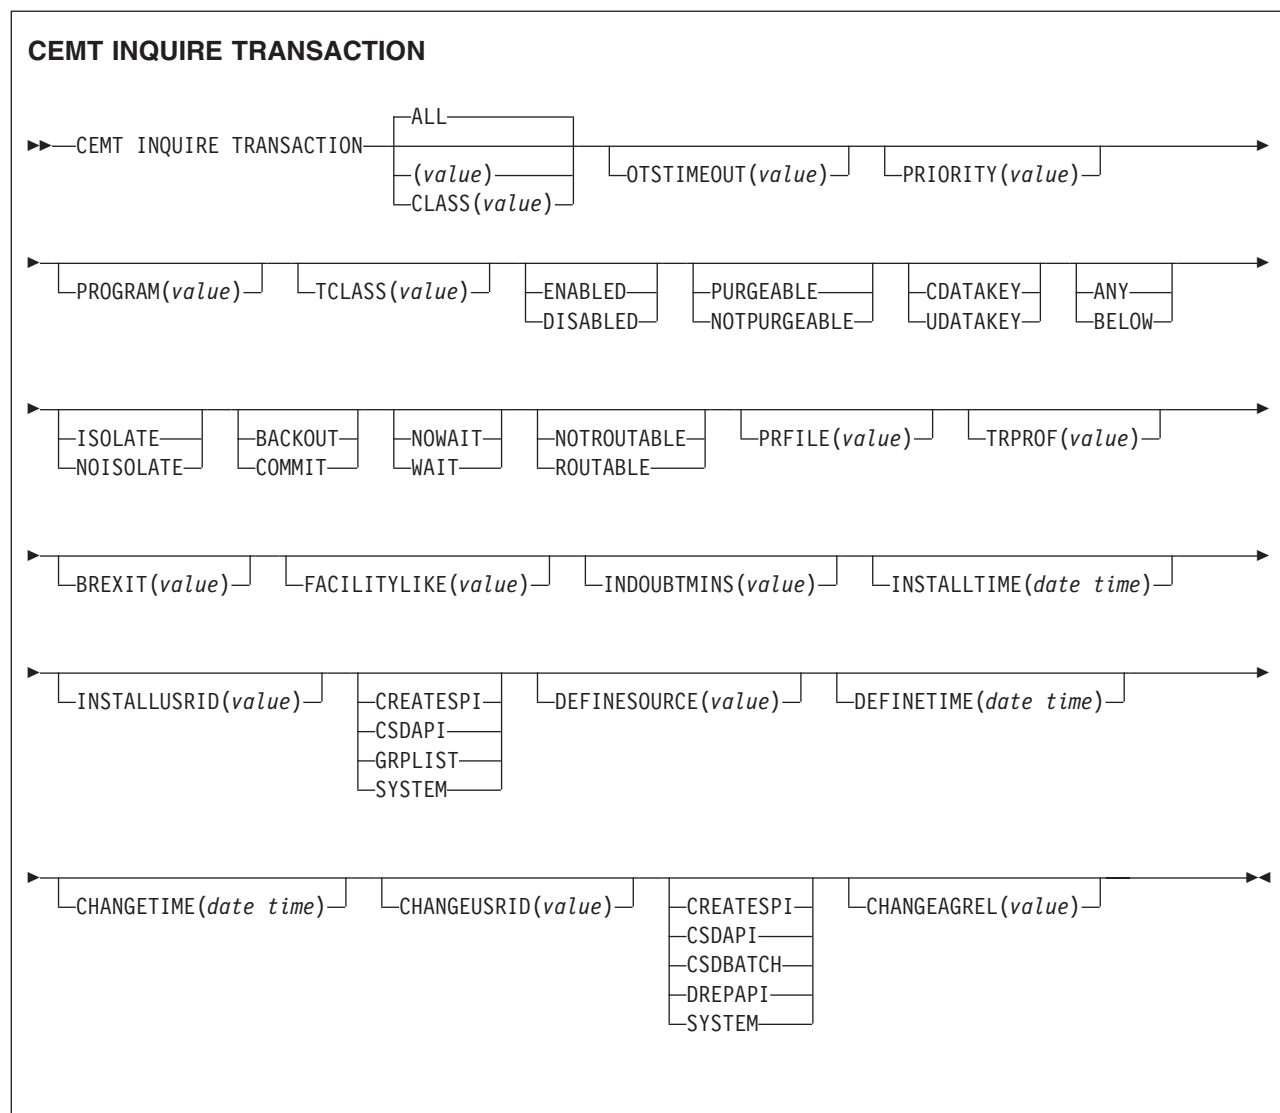 CEMT INQUIRE TRANSACTION
ALL
CEMT INQUIRE TRANSACTION
(value) OTSTIMEOUT(value) PRIORITY(value)
CLASS(value)
PROGRAM(value) TCLASS(value) ENABLED PURGEABLE CDATAKEY ANY
DISABLED NOTPURGEABLE UDATAKEY BELOW
ISOLATE BACKOUT NOWAIT NOTROUTABLE PRFILE(value) TRPROF(value)
NOISOLATE COMMIT WAIT ROUTABLE
BREXIT(value) FACILITYLIKE(value) INDOUBTMINS(value) INSTALLTIME(date time)
INSTALLUSRID(value) CREATESPI DEFINESOURCE(value) DEFINETIME(date time)
CSDAPI
GRPLIST
SYSTEM
CHANGETIME(date time) CHANGEUSRID(value) CREATESPI CHANGEAGREL(value)
CSDAPI
CSDBATCH
DREPAPI
SYSTEM